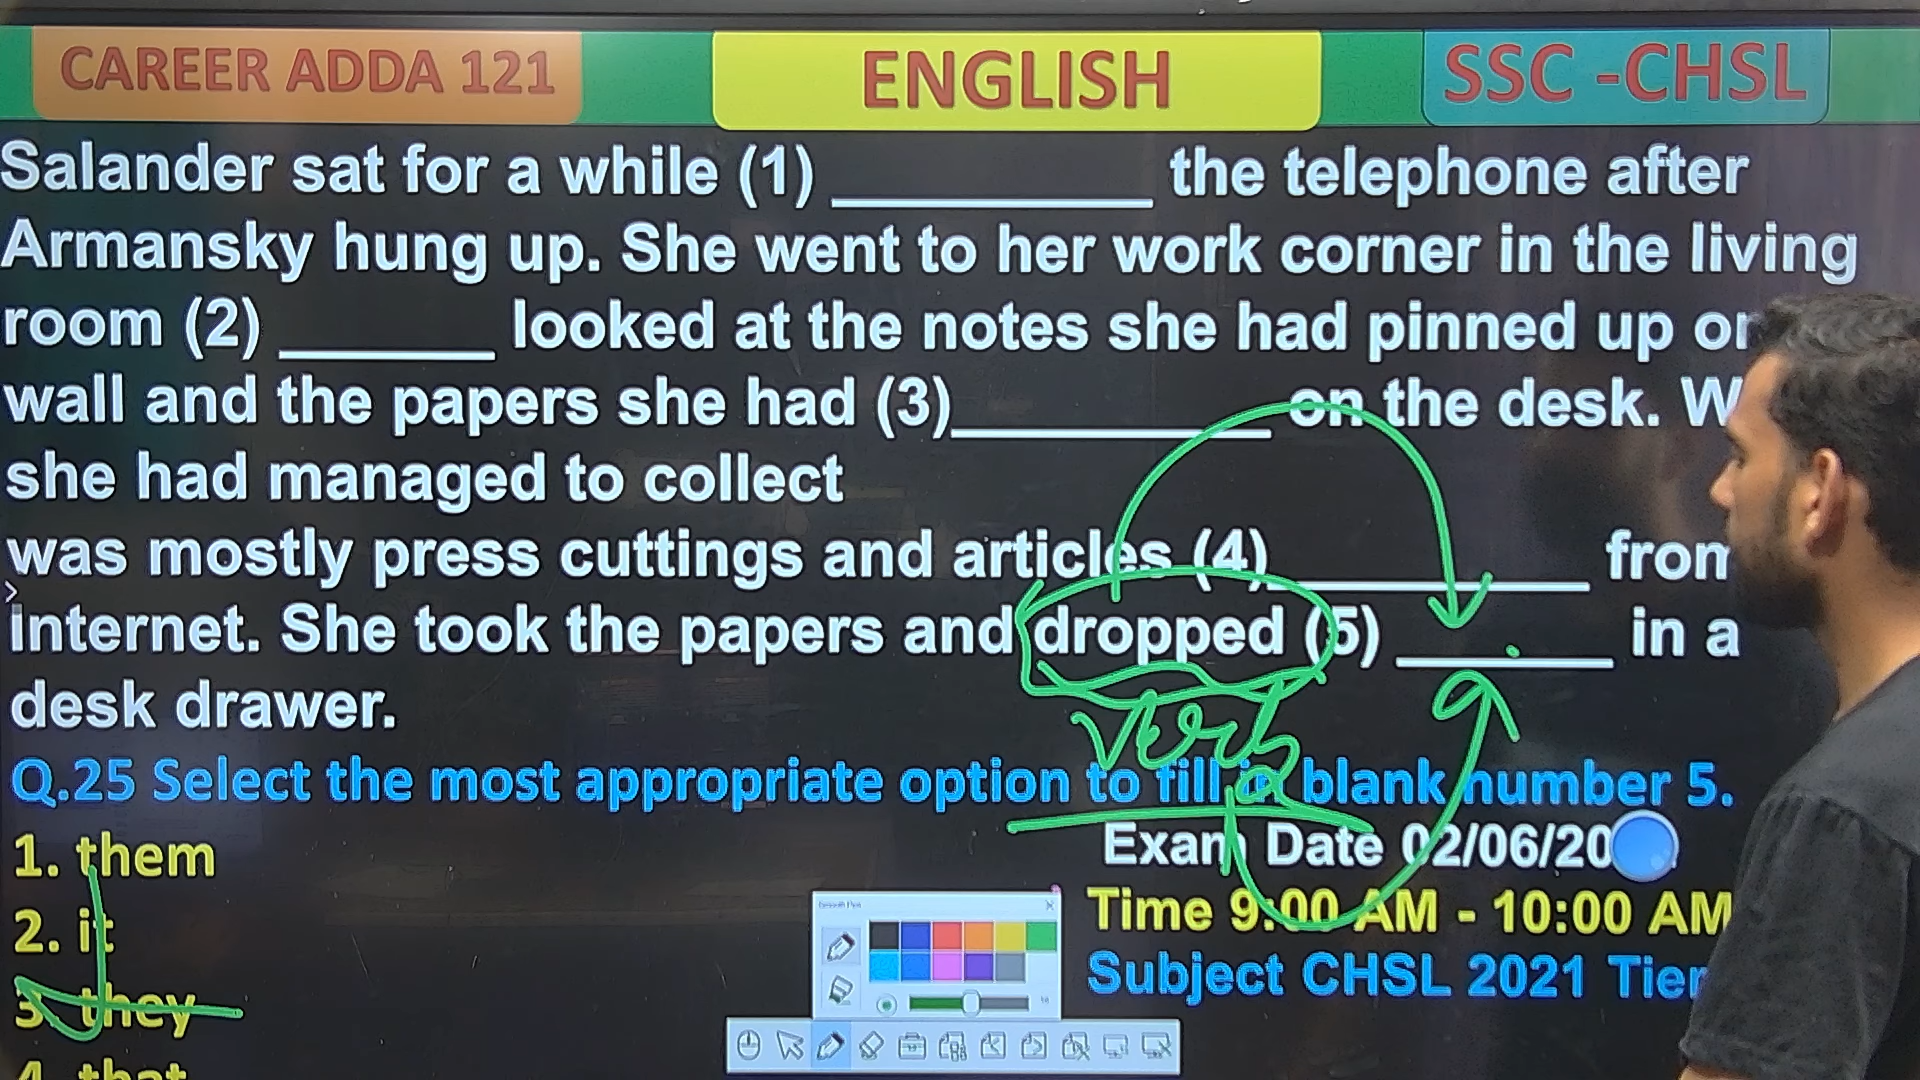 CAREER ADDA 121
ENGLISH
SSC -CHSL
Salander sat for a while (1) __________ the telephone after
Armansky hung up. She went to her work corner in the living
room (2) _______ looked at the notes she had pinned up
wall and the papers she had (3)__________ on the desk.
she had managed to collect
was mostly press cuttings and articles (4)__________
internet. She took the papers and dropped (5) _______ in a
desk drawer.
verb
Q.25 Select the most appropriate option to fill in blank number 5.
Exam Date 02/06/20
Time 9:00 AM - 10:00 AM
Subject CHSL 2021 Tier
1. them
2. it
3. they
4. that